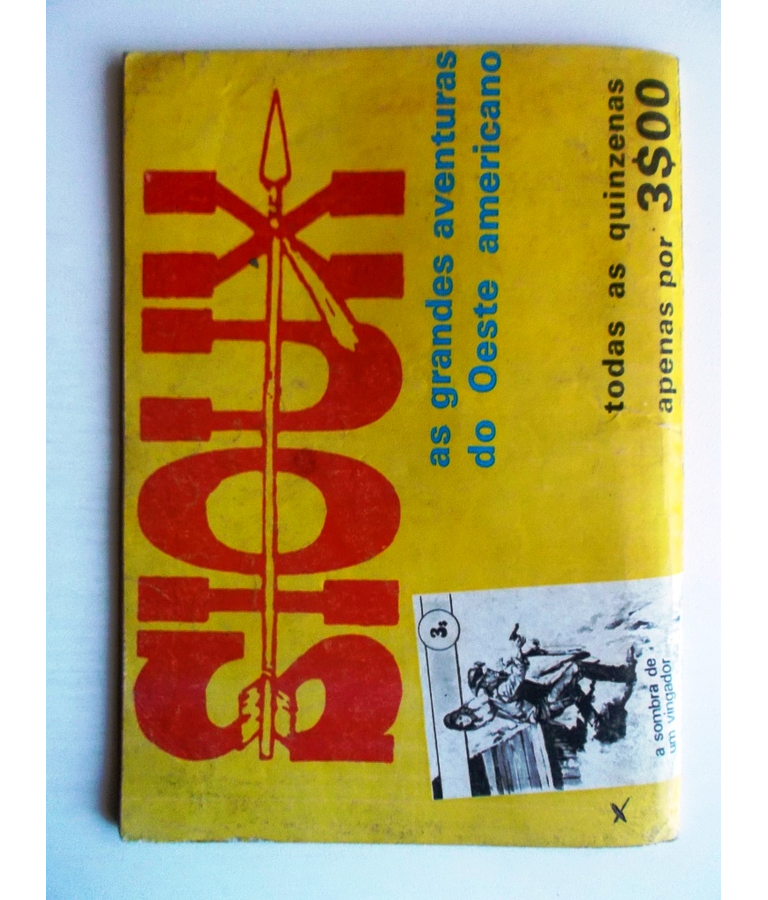 SIOUX
as grandes aventuras
do Oeste americano
todas as quinzenas
apenas por 3$00
3$
a sombra de
um vingador
x